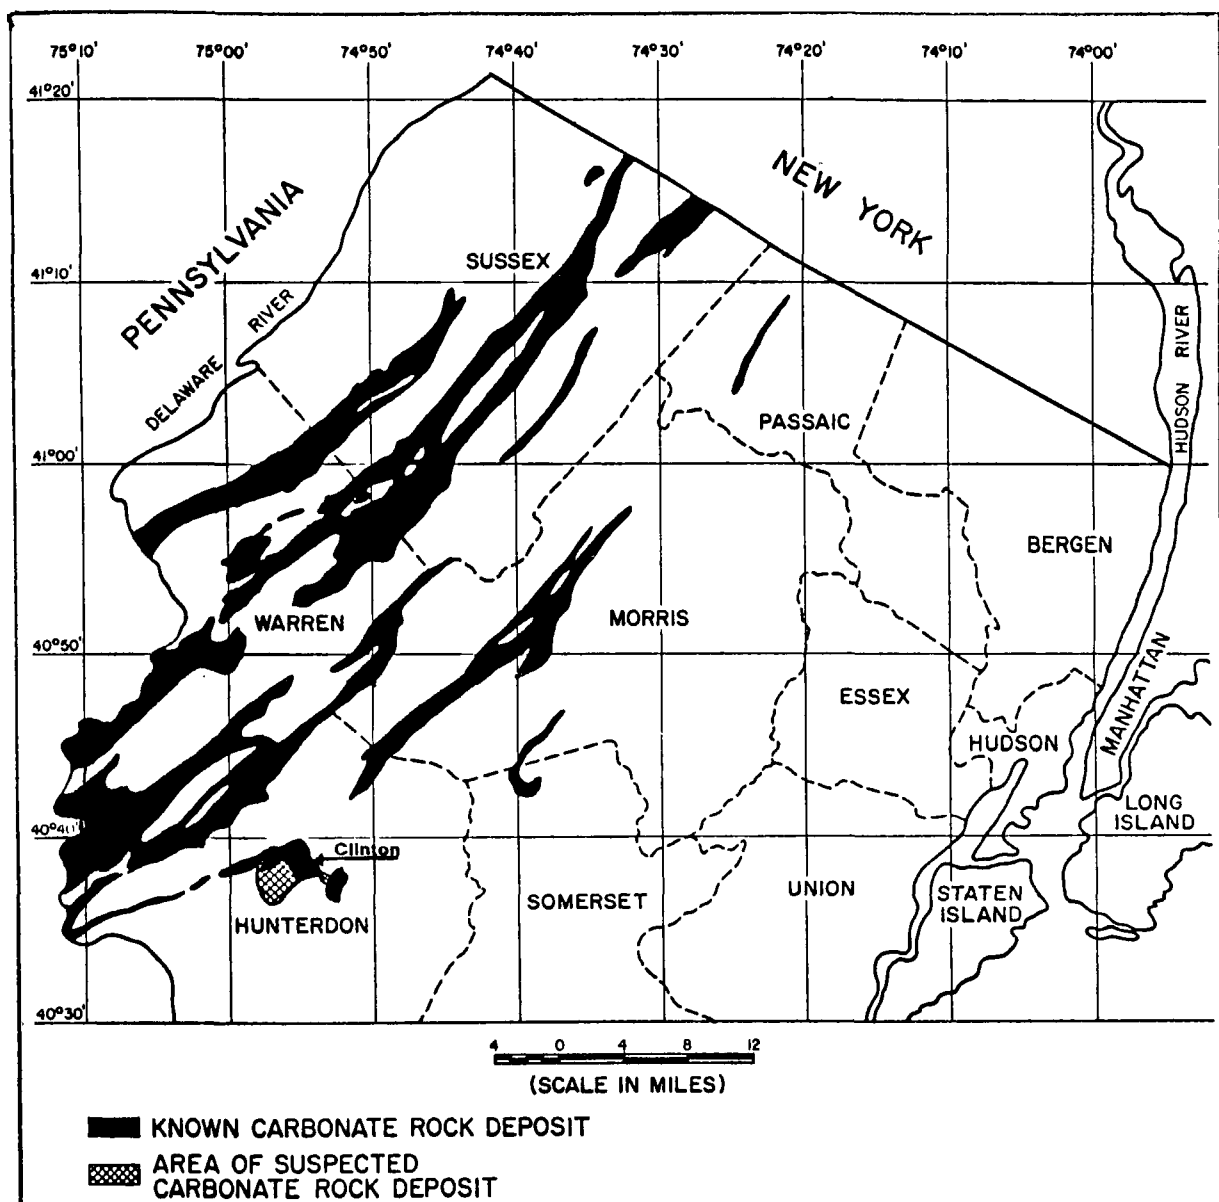 75°10' 75°00' 74°50' 74°40' 74°30' 74°20' 74°10' 74°00'
41°20'
NEW YORK
PENNSYLVANIA
SUSSEX
41°10'
DELAWARE RIVER
HUDSON RIVER
PASSAIC
41°00'
BERGEN
WARREN
MORRIS
40°50'
ESSEX
MANHATTAN
HUDSON
LONG
ISLAND
40°40'
Clinton
HUNTERDON
SOMERSET
UNION
STATEN
ISLAND
40°30'
4 0 4 8 12
(SCALE IN MILES)
KNOWN CARBONATE ROCK DEPOSIT
AREA OF SUSPECTED
CARBONATE ROCK DEPOSIT